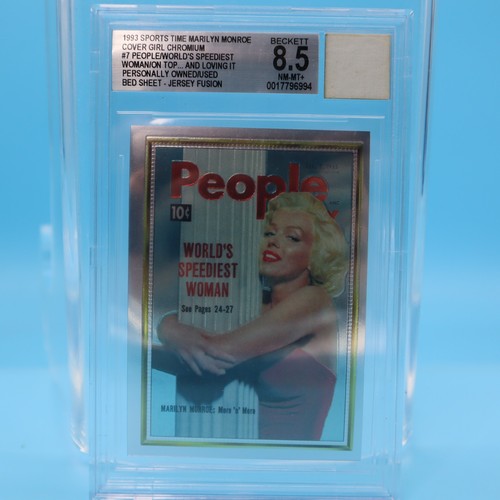 1993 SPORTS TIME MARILYN MONROE
COVER GIRL CHROMIUM
#7 PEOPLE/WORLD'S SPEEDIEST
WOMAN/ON TOP... AND LOVING IT
PERSONALLY OWNED/USED
BED SHEET - JERSEY FUSION
BECKETT
8.5
NM-MT+
0017796994
People
10¢
WORLD'S
SPEEDIEST
WOMAN
See Pages 24-27
MARILYN MONROE: More 'n' More